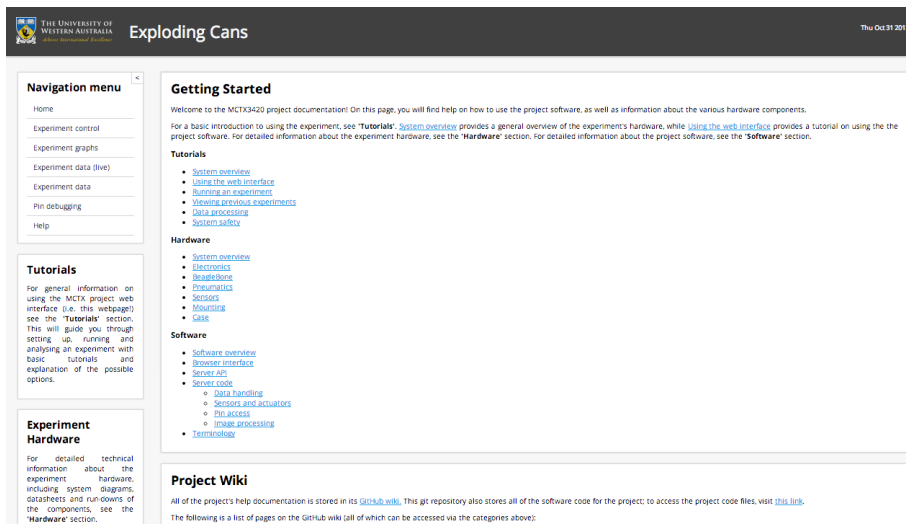 THE UNIVERSITY OF
WESTERN AUSTRALIA
Achieve International Excellence
Exploding Cans
Thu Oct 31 201
<
Navigation menu
Home
Experiment control
Experiment graphs
Experiment data (live)
Experiment data
Pin debugging
Help
Tutorials
For general information on
using the MCTX project web
interface (i.e. this webpage!)
see the 'Tutorials' section.
This will guide you through
setting up, running and
analysing an experiment with
basic tutorials and
explanation of the possible
options.
Experiment
Hardware
For detailed technical
information about the
experiment hardware,
including system diagrams,
datasheets and run-downs of
the components, see the
'Hardware' section.
Getting Started
Welcome to the MCTX3420 project documentation! On this page, you will find help on how to use the project software, as well as information about the various hardware components.
For a basic introduction to using the experiment, see 'Tutorials'. System overview provides a general overview of the experiment's hardware, while Using the web interface provides a tutorial on using the the
project software. For detailed information about the experiment hardware, see the 'Hardware' section. For detailed information about the project software, see the 'Software' section.
Tutorials
System overview
Using the web interface
Running an experiment
Viewing previous experiments
Data processing
System safety
Hardware
System overview
Electronics
BeagleBone
Pneumatics
Sensors
Mounting
Case
Software
Software overview
Browser interface
Server API
Server code
Data handling
Sensors and actuators
Pin access
Image processing
Terminology
Project Wiki
All of the project's help documentation is stored in its GitHub wiki. This git repository also stores all of the software code for the project; to access the project code files, visit this link.
The following is a list of pages on the GitHub wiki (all of which can be accessed via the categories above):